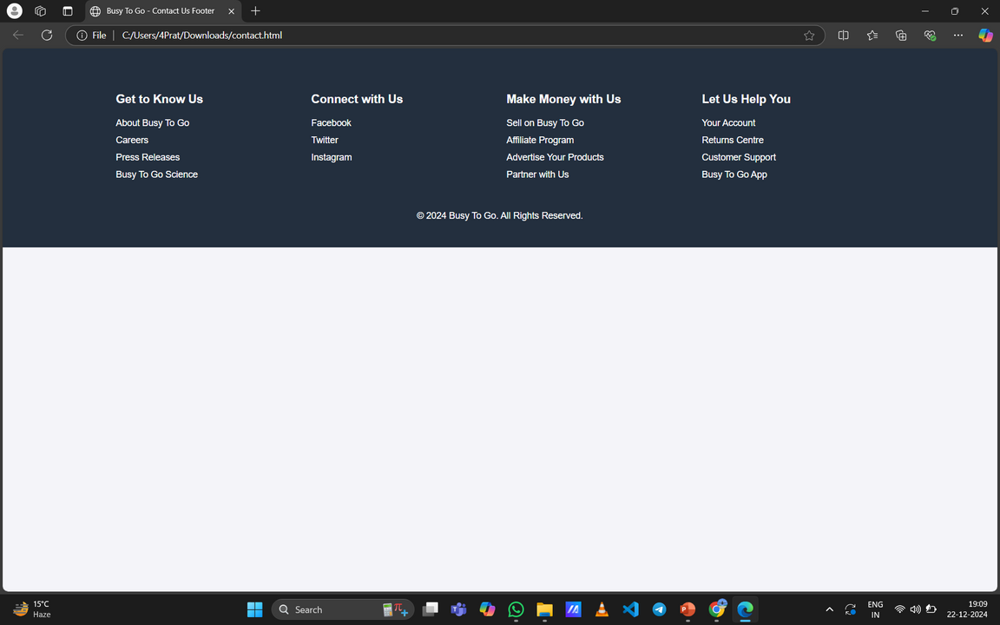 Busy To Go - Contact Us Footer
File
C:/Users/4Prat/Downloads/contact.html
Get to Know Us
About Busy To Go
Careers
Press Releases
Busy To Go Science
Connect with Us
Facebook
Twitter
Instagram
Make Money with Us
Sell on Busy To Go
Affiliate Program
Advertise Your Products
Partner with Us
Let Us Help You
Your Account
Returns Centre
Customer Support
Busy To Go App
© 2024 Busy To Go. All Rights Reserved.
15°C
Haze
Search
ENG
IN
19:09
22-12-2024